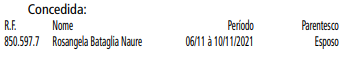 Concedida:
R.F. Nome Período Parentesco
850.597.7 Rosangela Bataglia Naure 06/11 à 10/11/2021 Esposo